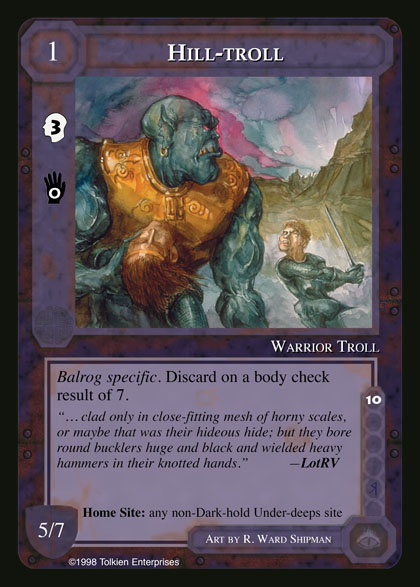 1
HILL-TROLL
3
0
WARRIOR TROLL
Balrog specific. Discard on a body check
result of 7.
10
“… clad only in close-fitting mesh of horny scales,
or maybe that was their hideous hide; but they bore
round bucklers huge and black and wielded heavy
hammers in their knotted hands.” —LotRV
Home Site: any non-Dark-hold Under-deeps site
5/7
ART BY R. WARD SHIPMAN
©1998 Tolkien Enterprises